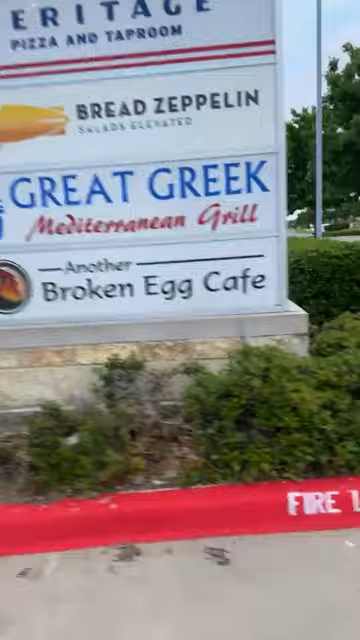 ERITAGE
PIZZA AND TAPROOM
BREAD ZEPPELIN
SALADS ELEVATED
GREAT GREEK
Mediterranean Grill
Another
Broken Egg Cafe
FIRE L